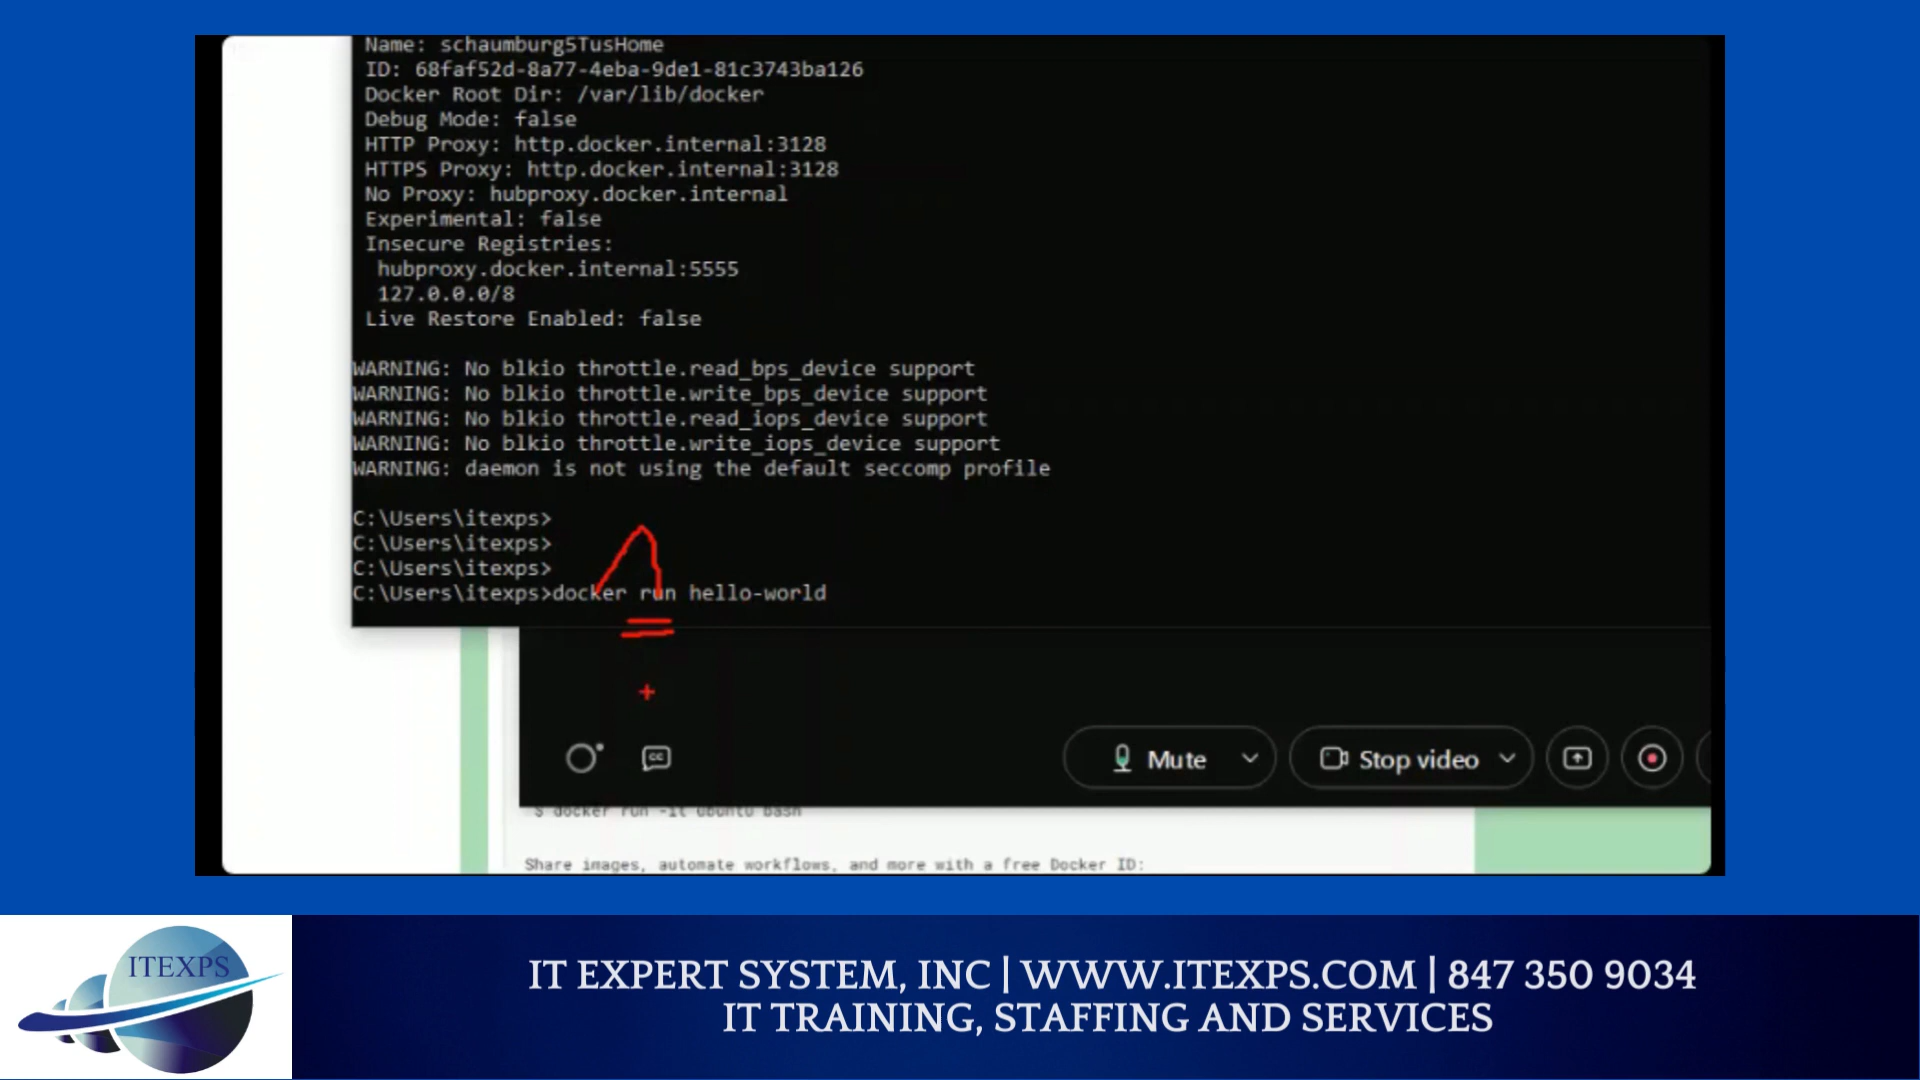 Name: schaumburg5TusHome
ID: 68faf52d-8a77-4eba-9de1-81c3743ba126
Docker Root Dir: /var/lib/docker
Debug Mode: false
HTTP Proxy: http.docker.internal:3128
HTTPS Proxy: http.docker.internal:3128
No Proxy: hubproxy.docker.internal
Experimental: false
Insecure Registries:
hubproxy.docker.internal:5555
127.0.0.0/8
Live Restore Enabled: false
WARNING: No blkio throttle.read_bps_device support
WARNING: No blkio throttle.write_bps_device support
WARNING: No blkio throttle.read_iops_device support
WARNING: No blkio throttle.write_iops_device support
WARNING: daemon is not using the default seccomp profile
C:\Users\itexps>
C:\Users\itexps>
C:\Users\itexps>
C:\Users\itexps>docker run hello-world
CC
Mute
Stop video
$ docker run -it ubuntu bash
Share images, automate workflows, and more with a free Docker ID:
ITEXPS
IT EXPERT SYSTEM, INC | WWW.ITEXPS.COM | 847 350 9034
IT TRAINING, STAFFING AND SERVICES